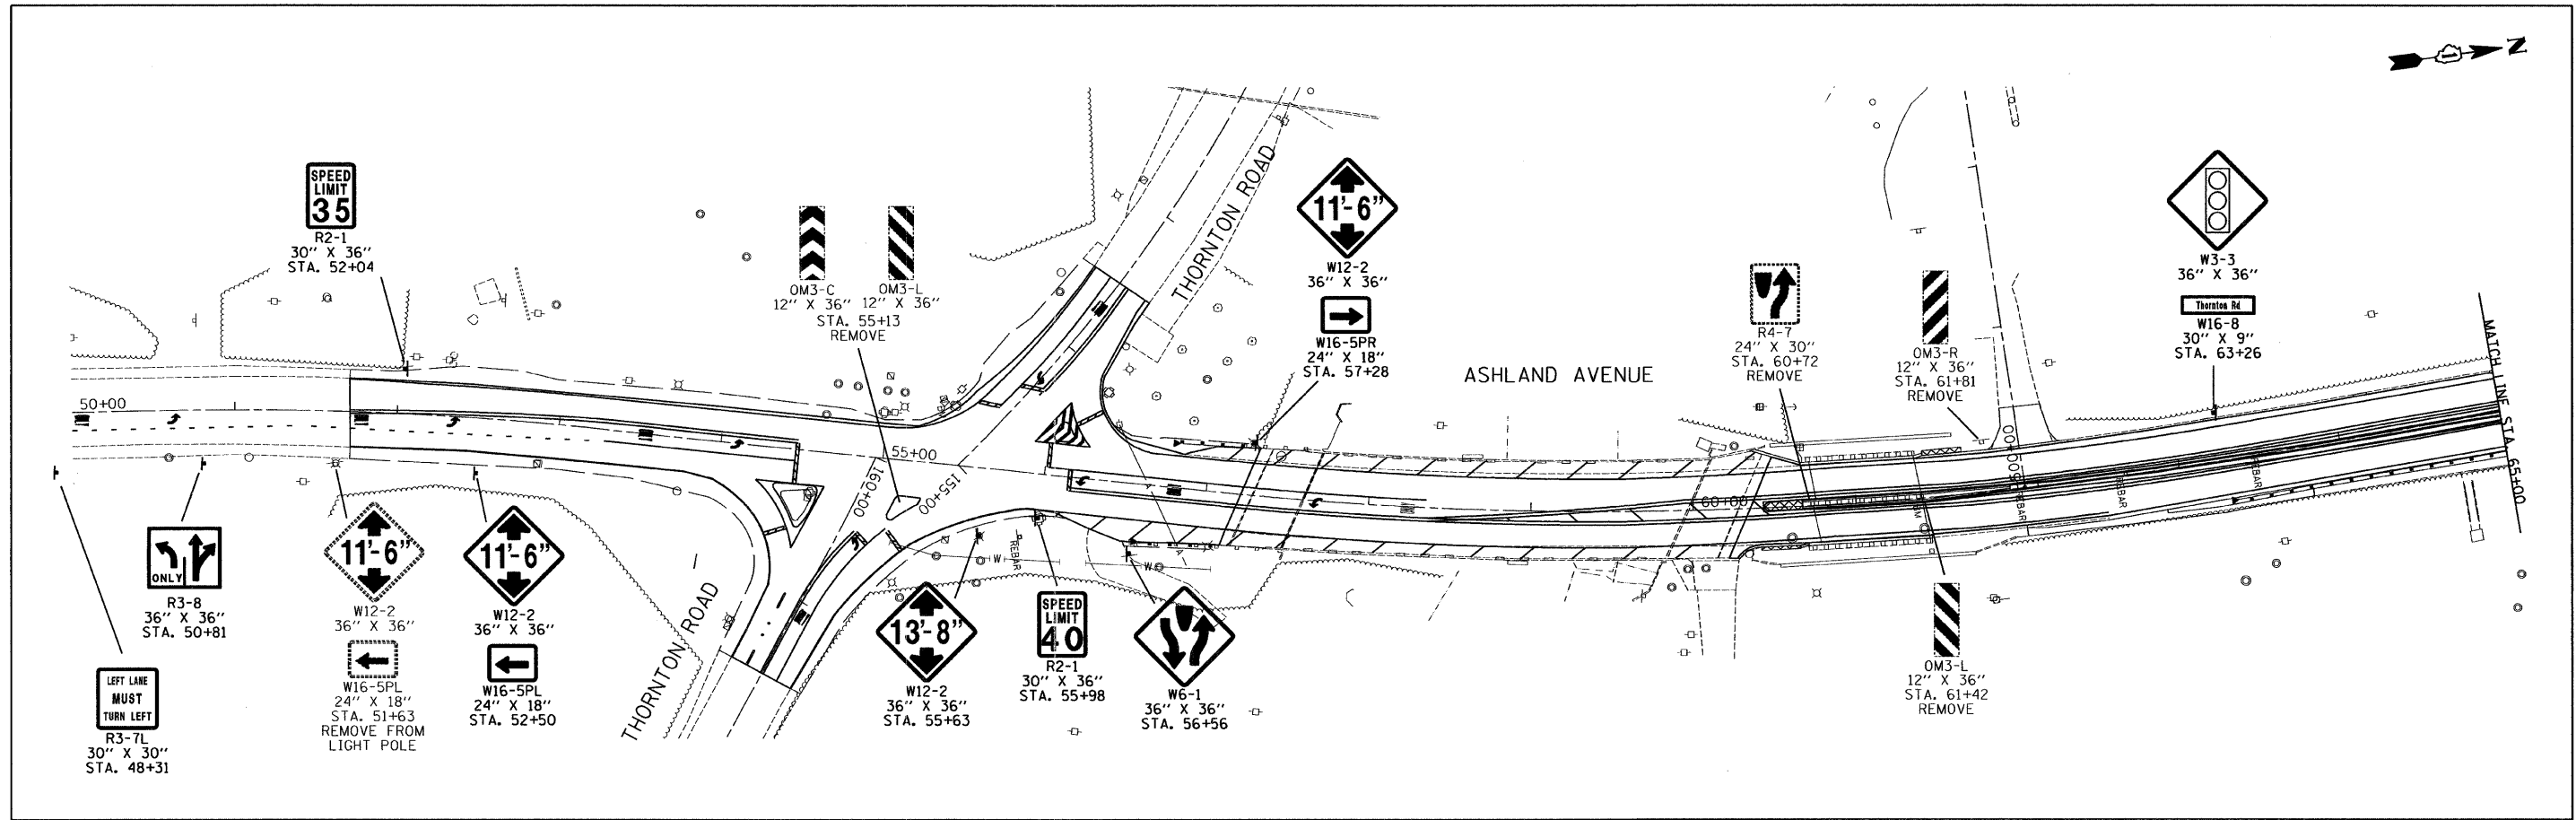 N
SPEED
LIMIT
35
R2-1
30" X 36"
STA. 52+04
OM3-C
12" X 36"
OM3-L
12" X 36"
STA. 55+13
REMOVE
THORNTON ROAD
11'-6"
W12-2
36" X 36"
W16-5PR
24" X 18"
STA. 57+28
ASHLAND AVENUE
R4-7
24" X 30"
STA. 60+72
REMOVE
OM3-R
12" X 36"
STA. 61+81
REMOVE
W3-3
36" X 36"
Thornton Rd
W16-8
30" X 9"
STA. 63+26
MATCH LINE STA. 65+00
50+00
55+00
160+00
155+00
60+00
REBAR
REBAR
REBAR
REBAR
W
W
ONLY
R3-8
36" X 36"
STA. 50+81
LEFT LANE
MUST
TURN LEFT
R3-7L
30" X 30"
STA. 48+31
11'-6"
W12-2
36" X 36"
W16-5PL
24" X 18"
STA. 51+63
REMOVE FROM
LIGHT POLE
11'-6"
W12-2
36" X 36"
W16-5PL
24" X 18"
STA. 52+50
THORNTON ROAD
13'-8"
W12-2
36" X 36"
STA. 55+63
SPEED
LIMIT
40
R2-1
30" X 36"
STA. 55+98
W6-1
36" X 36"
STA. 56+56
OM3-L
12" X 36"
STA. 61+42
REMOVE